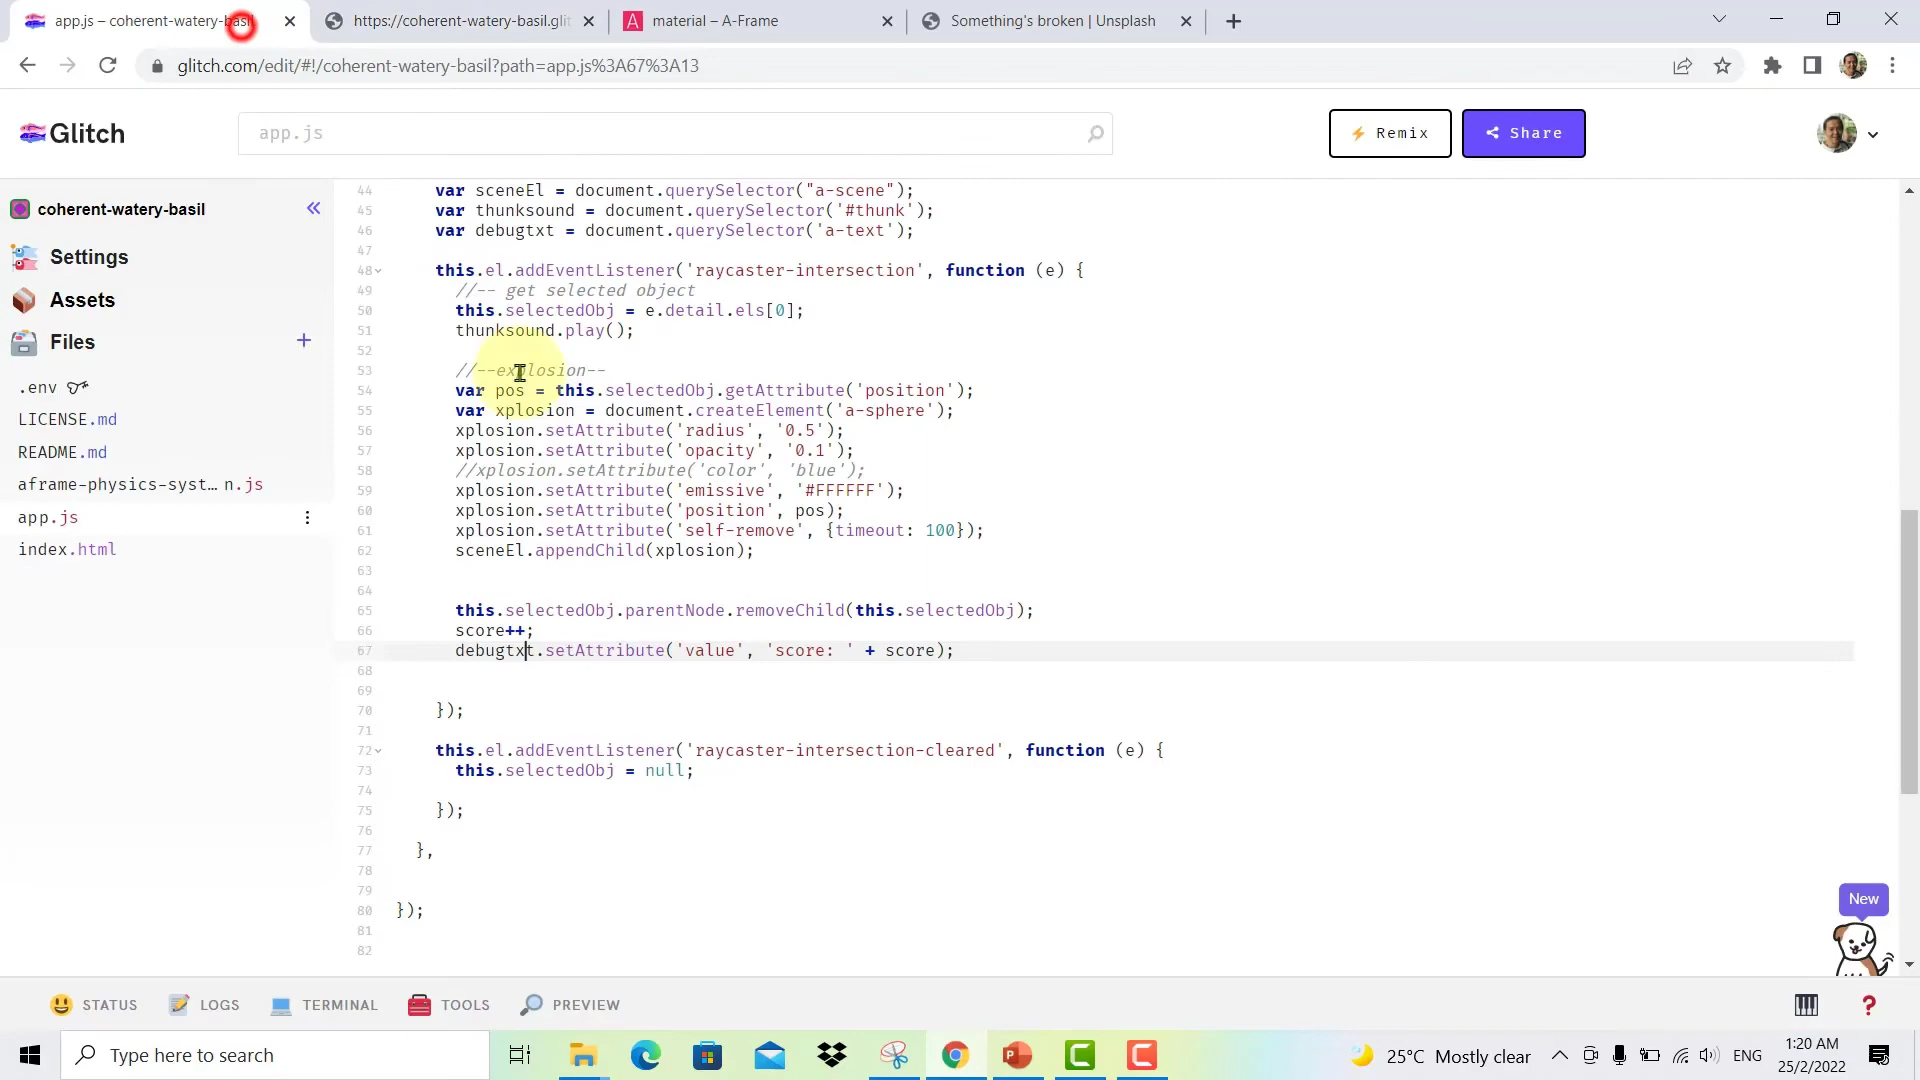 app.js – coherent-watery-basil
https://coherent-watery-basil.glit
material – A-Frame
Something's broken | Unsplash
glitch.com/edit/#!/coherent-watery-basil?path=app.js%3A67%3A13
Glitch
app.js
Remix
Share
coherent-watery-basil
Settings
Assets
Files
.env
LICENSE.md
README.md
aframe-physics-syst… n.js
app.js
index.html
44 var sceneEl = document.querySelector("a-scene");
45 var thunksound = document.querySelector('#thunk');
46 var debugtxt = document.querySelector('a-text');
47
48 this.el.addEventListener('raycaster-intersection', function (e) {
49 //-- get selected object
50 this.selectedObj = e.detail.els[0];
51 thunksound.play();
52
53 //--explosion--
54 var pos = this.selectedObj.getAttribute('position');
55 var xplosion = document.createElement('a-sphere');
56 xplosion.setAttribute('radius', '0.5');
57 xplosion.setAttribute('opacity', '0.1');
58 //xplosion.setAttribute('color', 'blue');
59 xplosion.setAttribute('emissive', '#FFFFFF');
60 xplosion.setAttribute('position', pos);
61 xplosion.setAttribute('self-remove', {timeout: 100});
62 sceneEl.appendChild(xplosion);
63
64
65 this.selectedObj.parentNode.removeChild(this.selectedObj);
66 score++;
67 debugtxt.setAttribute('value', 'score: ' + score);
68
69
70 });
71
72 this.el.addEventListener('raycaster-intersection-cleared', function (e) {
73 this.selectedObj = null;
74
75 });
76
77 },
78
79
80 });
81
82
New
STATUS
LOGS
TERMINAL
TOOLS
PREVIEW
?
Type here to search
25°C Mostly clear
ENG
1:20 AM
25/2/2022